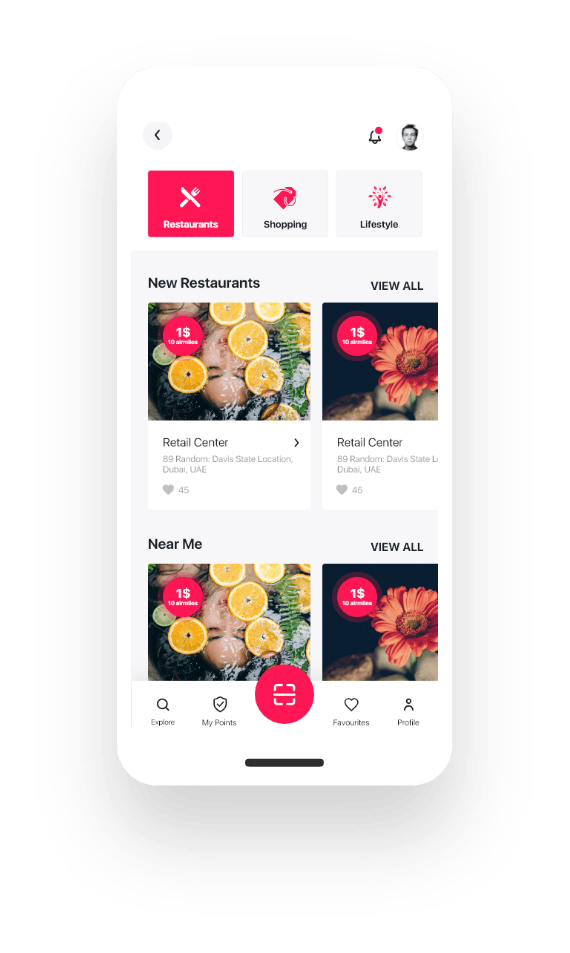 Restaurants
Shopping
Lifestyle
New Restaurants
VIEW ALL
1$
10 airmiles
1$
10 airmiles
Retail Center
89 Random: Davis State Location,
Dubai, UAE
45
Retail Center
89 Random: Davis State L
Dubai, UAE
45
Near Me
VIEW ALL
1$
10 airmiles
1$
10 airmiles
Explore
My Points
Favourites
Profile